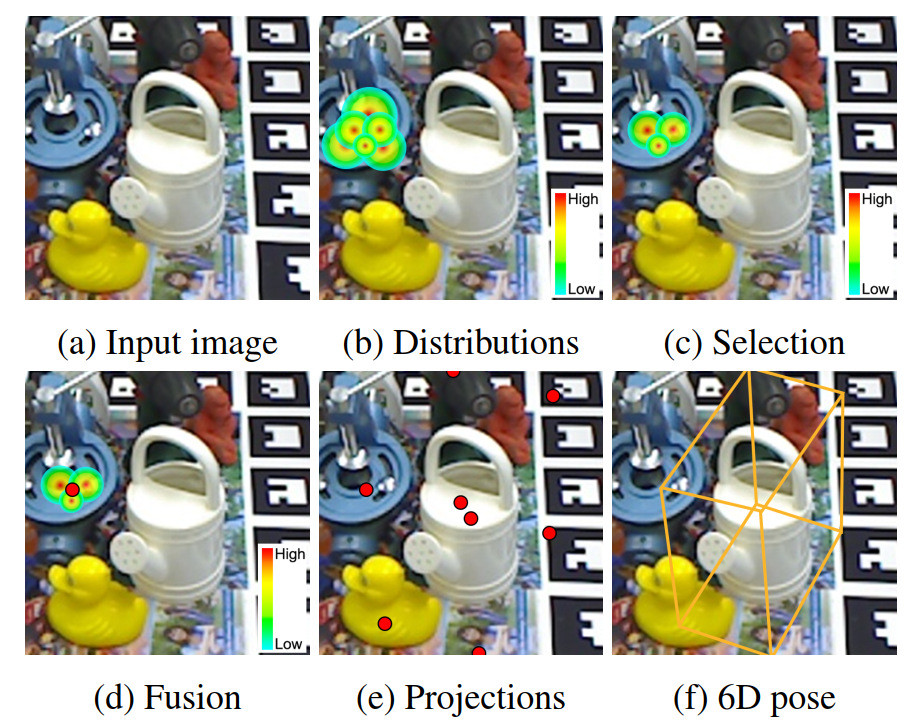 High
Low
High
Low
(a) Input image
(b) Distributions
(c) Selection
High
Low
(d) Fusion
(e) Projections
(f) 6D pose